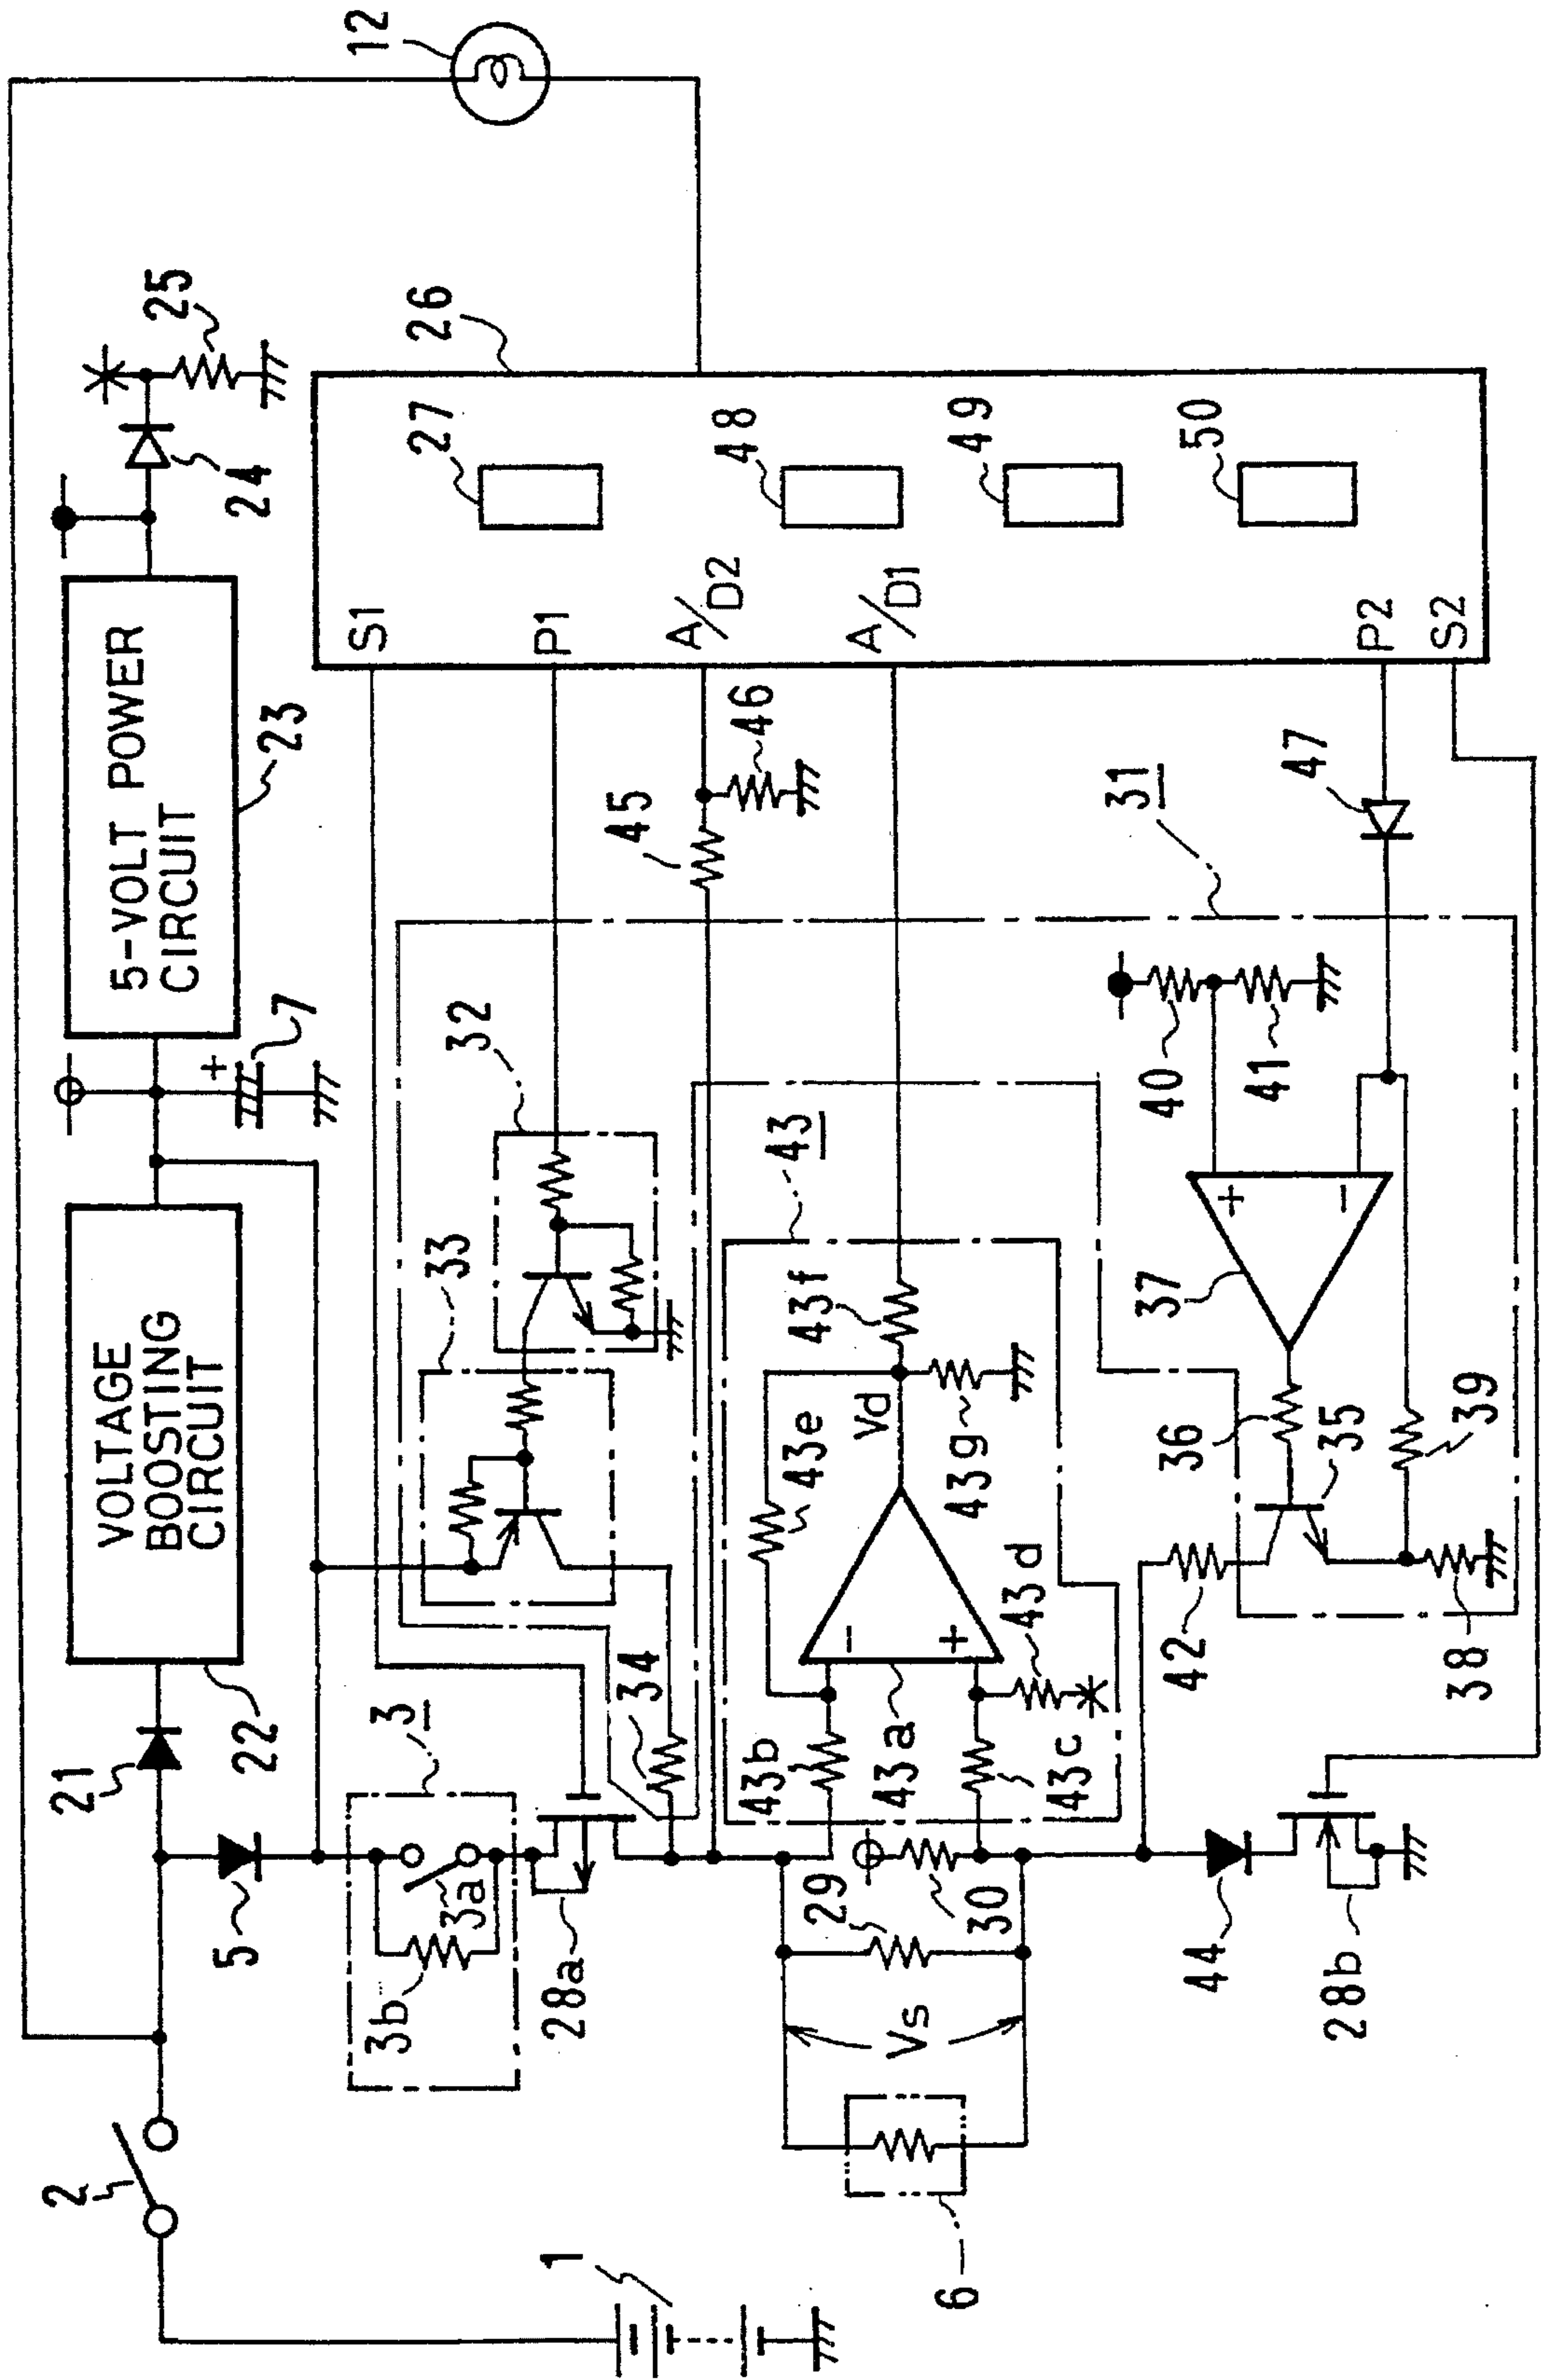 12
25
24
5-VOLT POWER
CIRCUIT
23
7
+
VOLTAGE
BOOSTING
CIRCUIT
22
21
5
2
1
26
27
48
49
50
S1
P1
A/D2
A/D1
P2
S2
46
45
47
31
32
33
34
3
3a
3b
28a
43
43f
43e
Vd
43g
43d
43b
43a
43c
−
+
40
41
37
+
−
36
35
39
38
42
29
30
Vs
6
44
28b